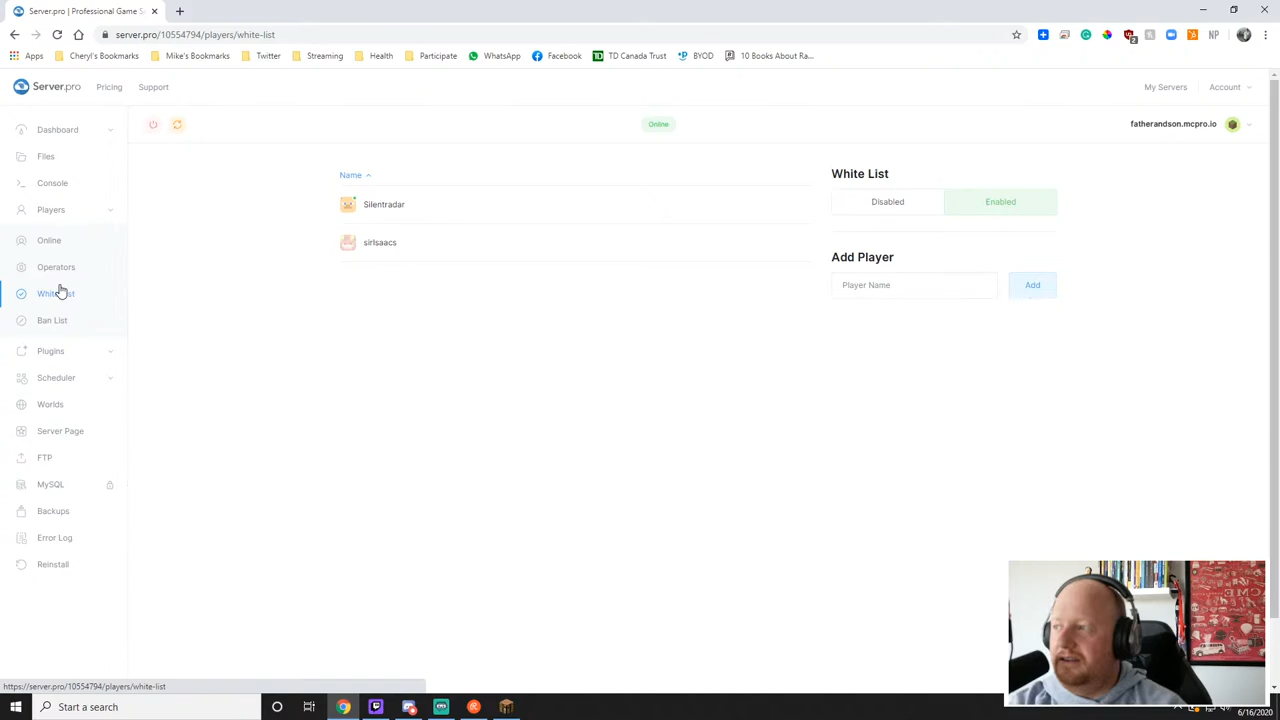 Server.pro | Professional Game S
server.pro/10554794/players/white-list
Apps
Cheryl's Bookmarks
Mike's Bookmarks
Twitter
Streaming
Health
Participate
WhatsApp
Facebook
TD Canada Trust
BYOD
10 Books About Ra...
NP
2
Server.pro
Pricing
Support
My Servers
Account
Online
fatherandson.mcpro.io
Dashboard
Files
Console
Players
Online
Operators
White List
Ban List
Plugins
Scheduler
Worlds
Server Page
FTP
MySQL
Backups
Error Log
Reinstall
Name
Silentradar
sirIsaacs
White List
Disabled
Enabled
Add Player
Player Name
Add
https://server.pro/10554794/players/white-list
Start a search
6/16/2020